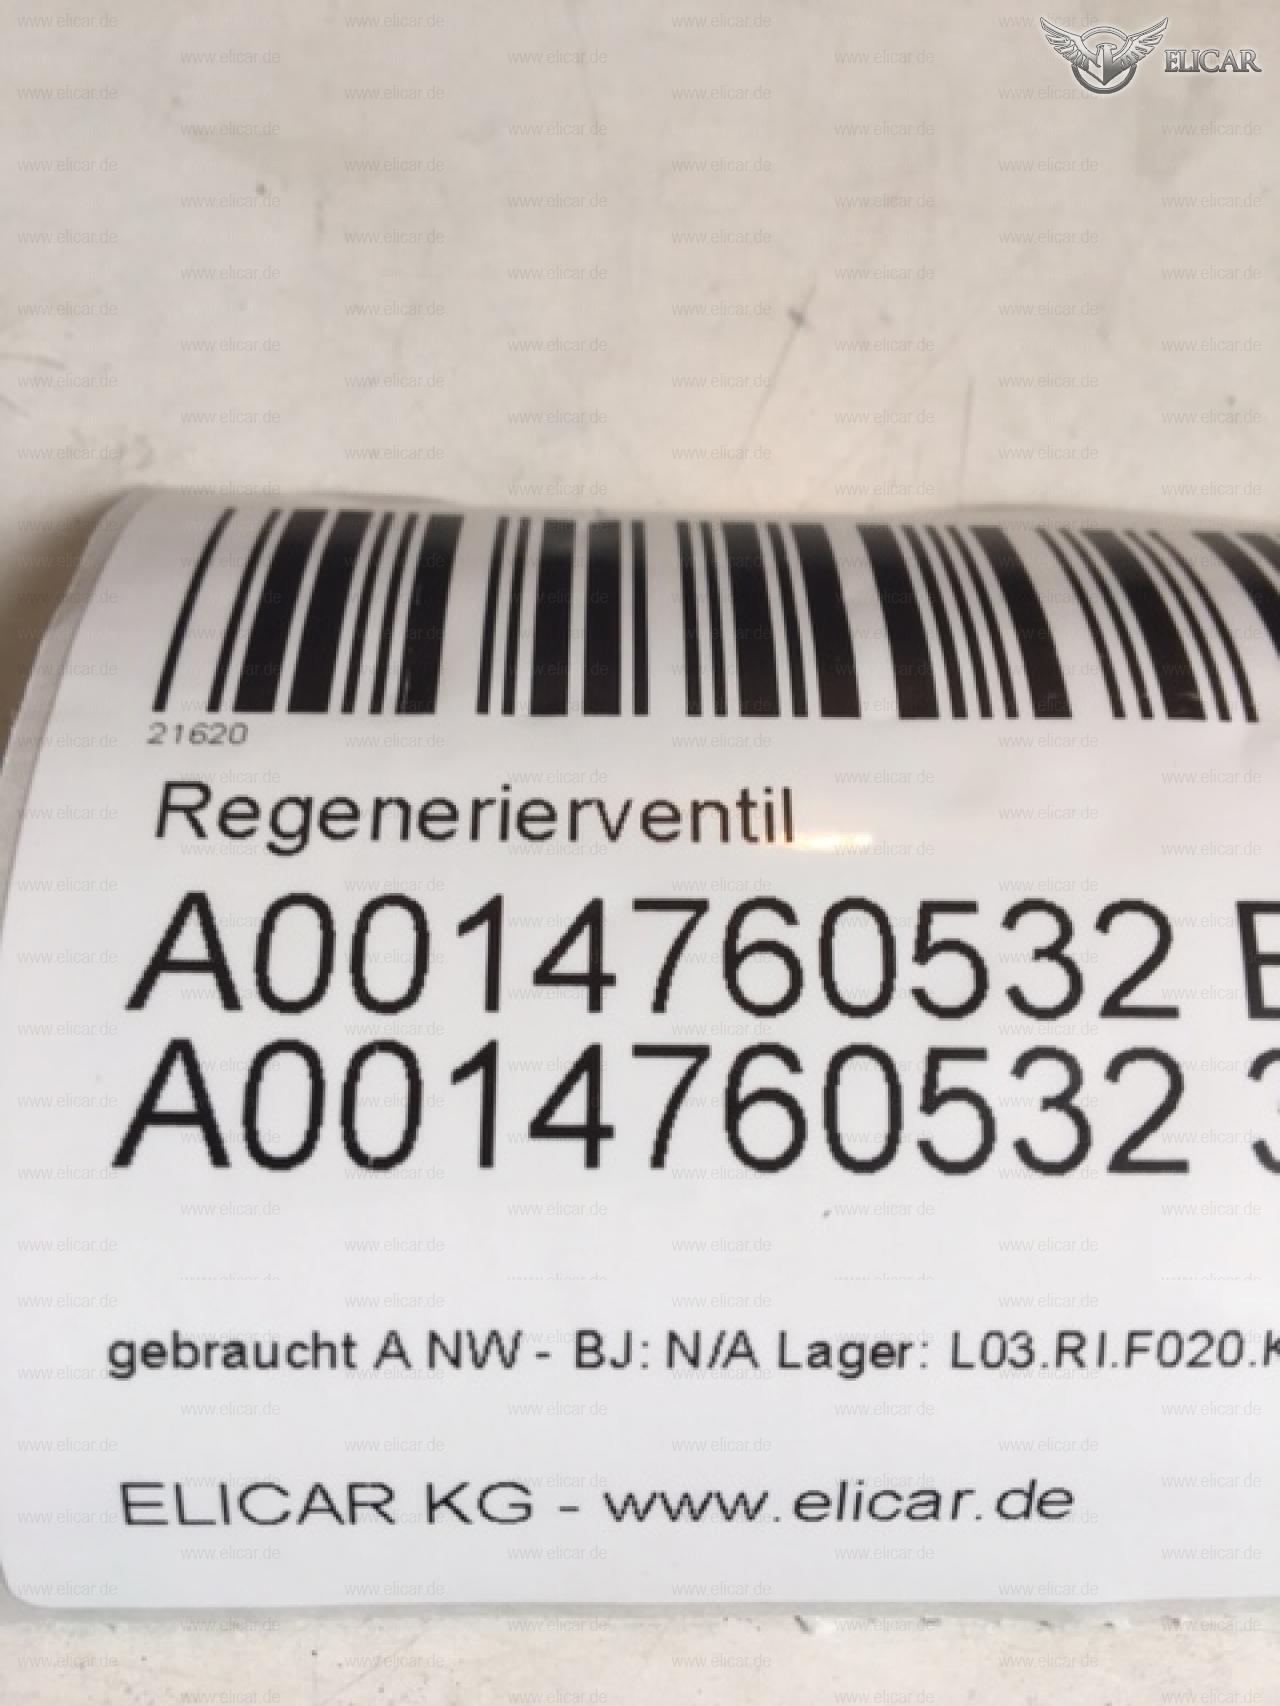 ELICAR
21620
Regenerierventil
A0014760532
A0014760532
gebraucht A NW - BJ: N/A Lager: L03.RI.F020.K
ELICAR KG - www.elicar.de